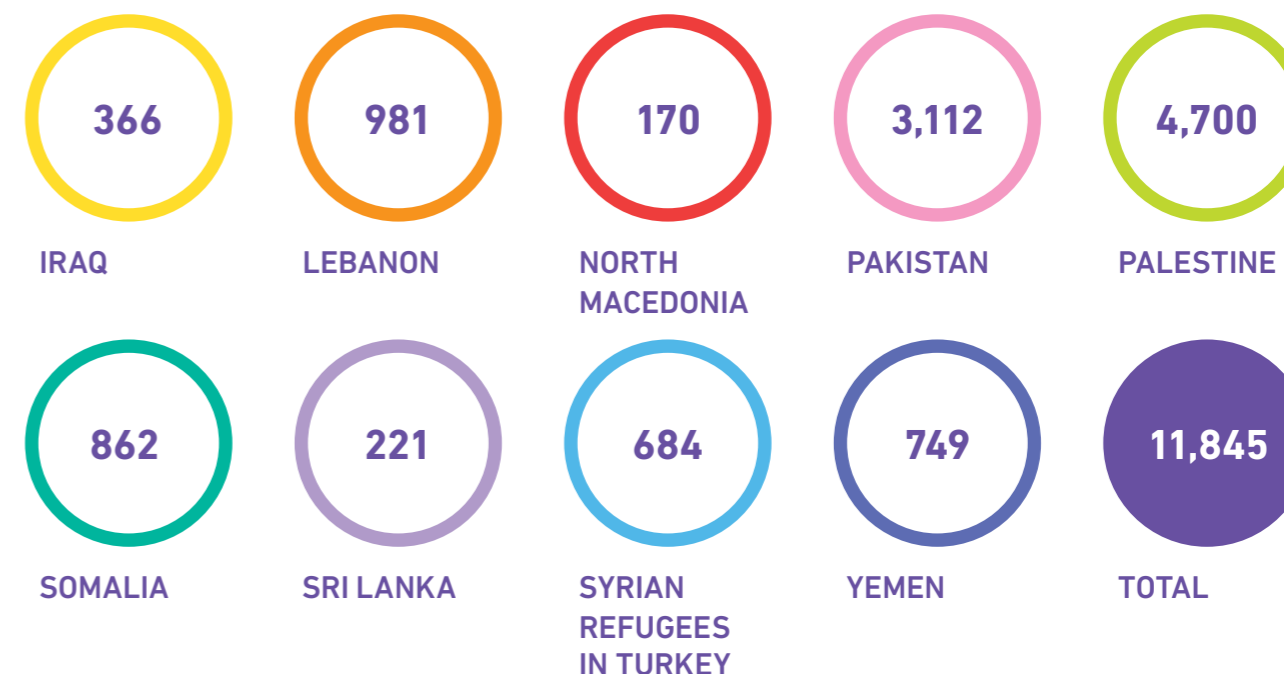 366
981
170
3,112
4,700
IRAQ
LEBANON
NORTH
MACEDONIA
PAKISTAN
PALESTINE
862
221
684
749
11,845
SOMALIA
SRI LANKA
SYRIAN
REFUGEES
IN TURKEY
YEMEN
TOTAL